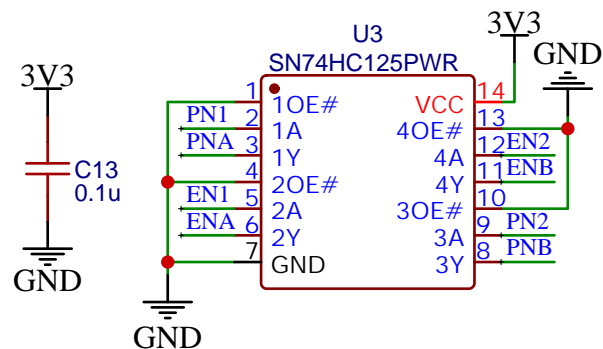 U3
SN74HC125PWR
3V3
GND
3V3
C13
0.1u
GND
1 1OE#
PN1 2 1A
PNA 3 1Y
4 2OE#
EN1 5 2A
ENA 6 2Y
7 GND
GND
VCC 14
4OE# 13
4A 12 EN2
4Y 11 ENB
3OE# 10
3A 9 PN2
3Y 8 PNB